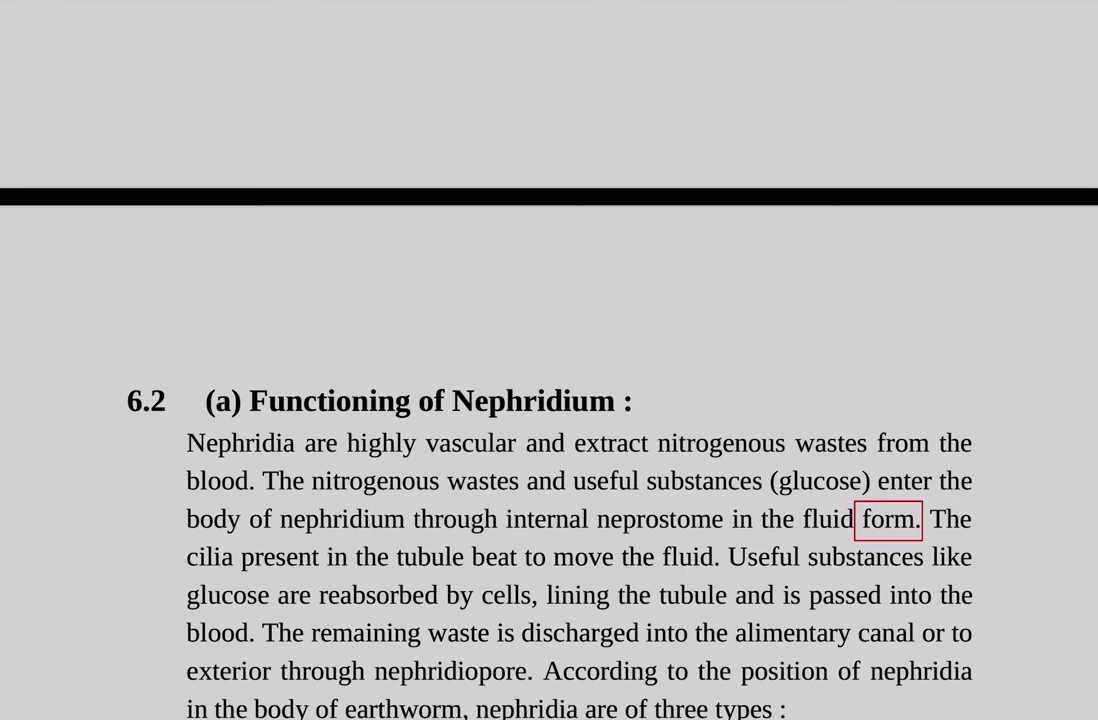 6.2 (a) Functioning of Nephridium :
Nephridia are highly vascular and extract nitrogenous wastes from the
blood. The nitrogenous wastes and useful substances (glucose) enter the
body of nephridium through internal neprostome in the fluid form. The
cilia present in the tubule beat to move the fluid. Useful substances like
glucose are reabsorbed by cells, lining the tubule and is passed into the
blood. The remaining waste is discharged into the alimentary canal or to
exterior through nephridiopore. According to the position of nephridia
in the body of earthworm, nephridia are of three types :